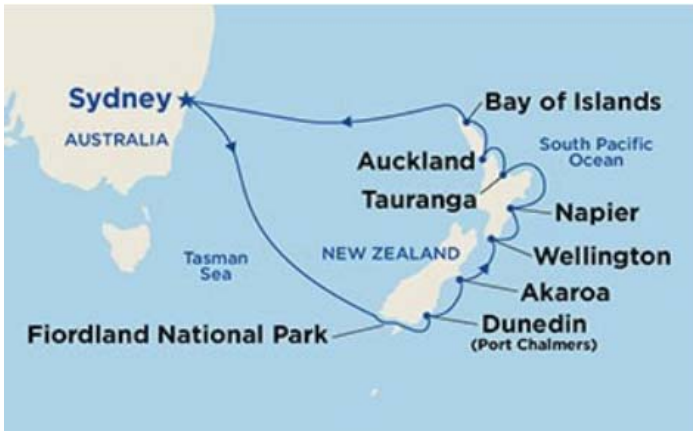 Sydney
AUSTRALIA
Bay of Islands
South Pacific
Ocean
Auckland
Tauranga
Napier
Tasman
Sea
NEW ZEALAND
Wellington
Akaroa
Fiordland National Park
Dunedin
(Port Chalmers)